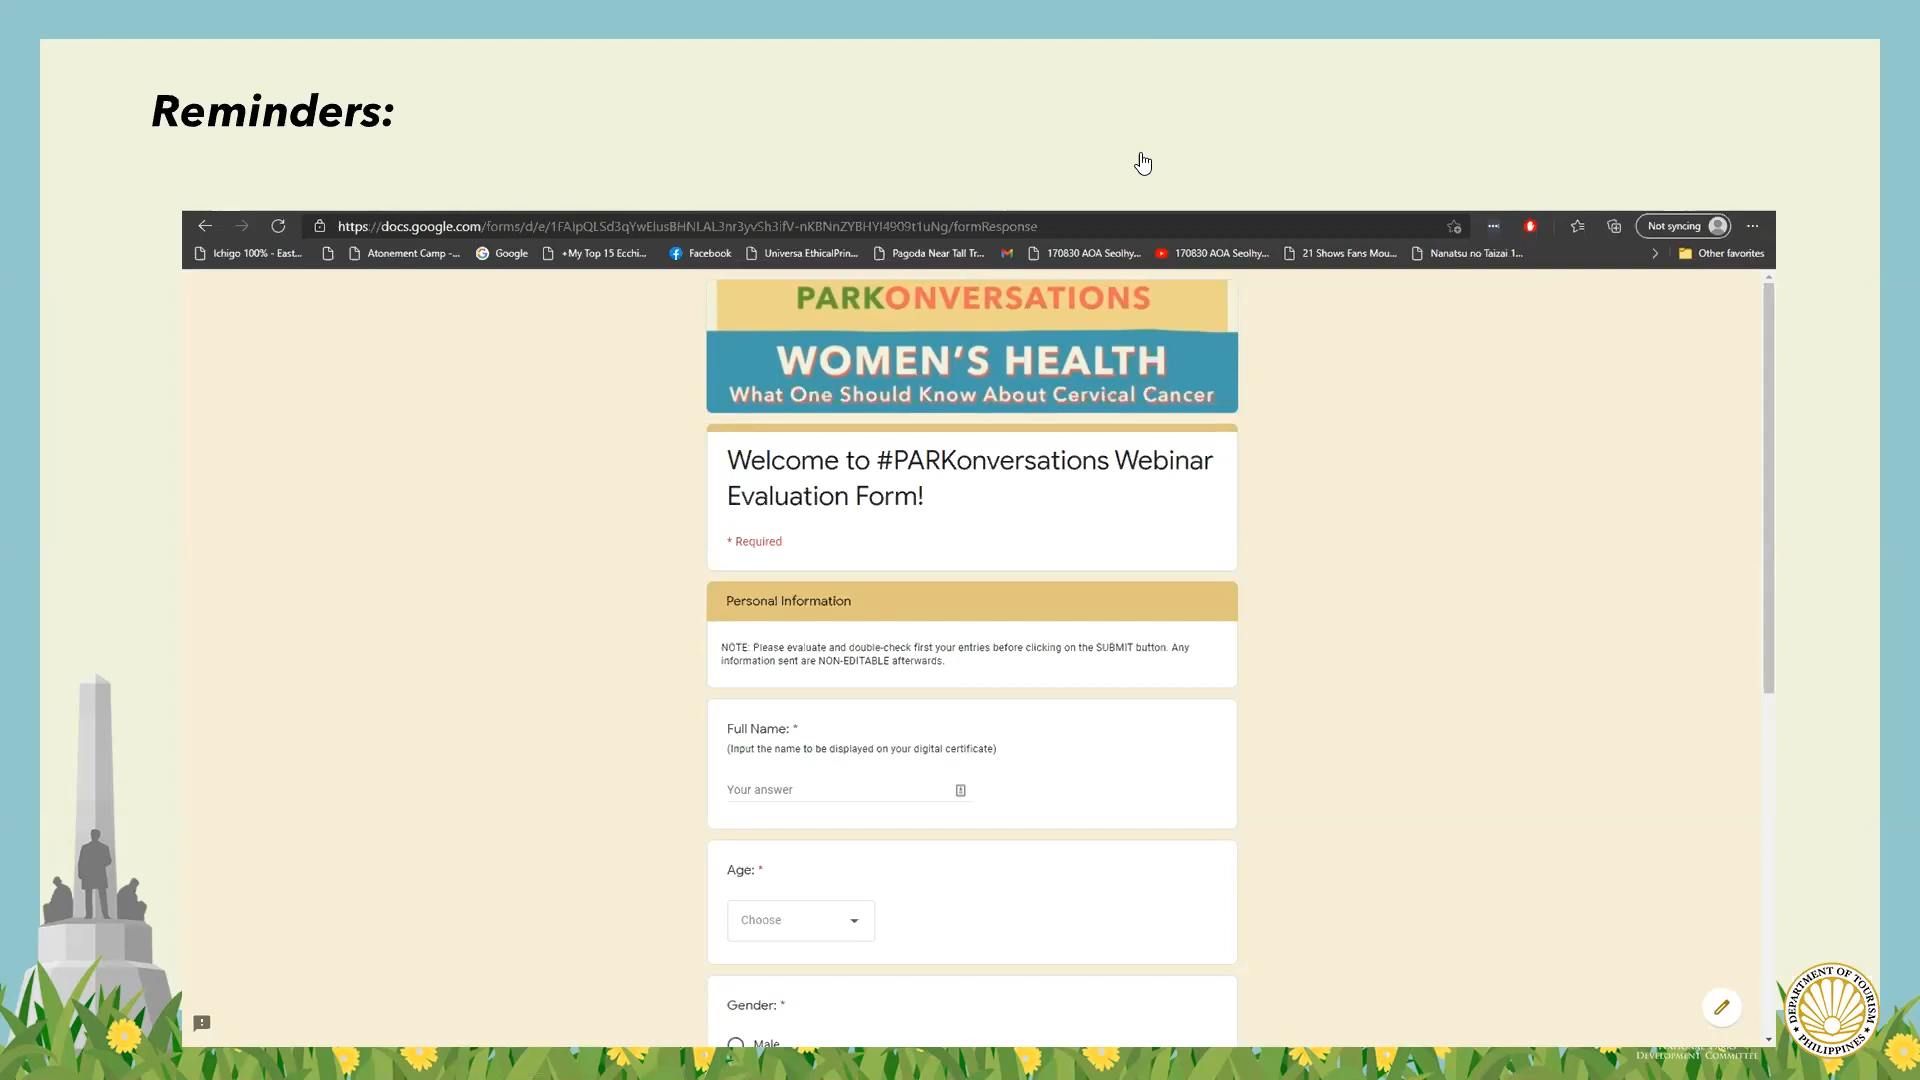 Reminders:
https://docs.google.com/forms/d/e/1FAIpQLSd3qYwElusBHNLAL3nr3yvSh3ifV-nKBNnZYBHYI4909t1uNg/formResponse
Not syncing
Ichigo 100% - East...
Atonement Camp -...
Google
+My Top 15 Ecchi...
Facebook
Universa EthicalPrin...
Pagoda Near Tall Tr...
170830 AOA Seolhy...
170830 AOA Seolhy...
21 Shows Fans Mou...
Nanatsu no Taizai 1...
Other favorites
PARKONVERSATIONS
WOMEN'S HEALTH
What One Should Know About Cervical Cancer
Welcome to #PARKonversations Webinar
Evaluation Form!
* Required
Personal Information
NOTE: Please evaluate and double-check first your entries before clicking on the SUBMIT button. Any
information sent are NON-EDITABLE afterwards.
Full Name: *
(Input the name to be displayed on your digital certificate)
Your answer
Age: *
Choose
Gender: *
Male
DEVELOPMENT COMMITTEE
DEPARTMENT OF TOURISM
PHILIPPINES